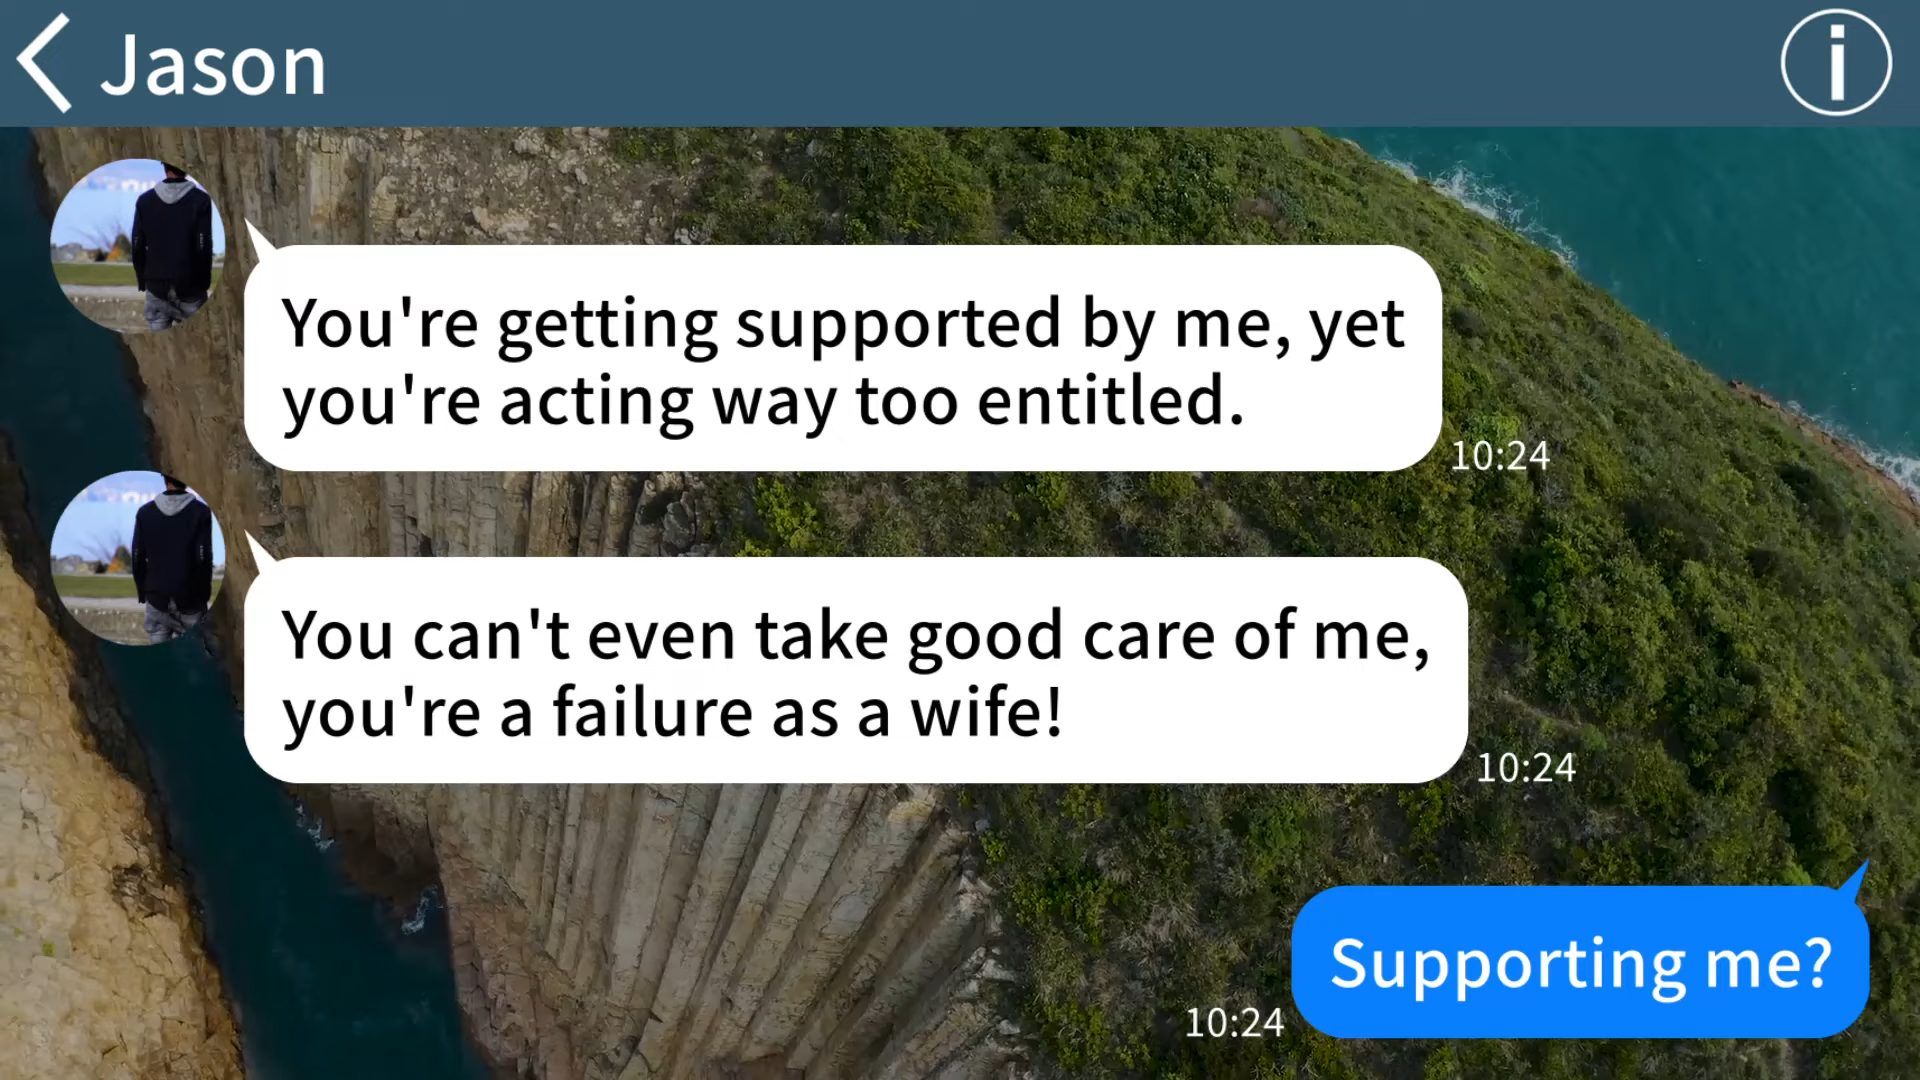 Jason
You're getting supported by me, yet
you're acting way too entitled.
10:24
You can't even take good care of me,
you're a failure as a wife!
10:24
Supporting me?
10:24